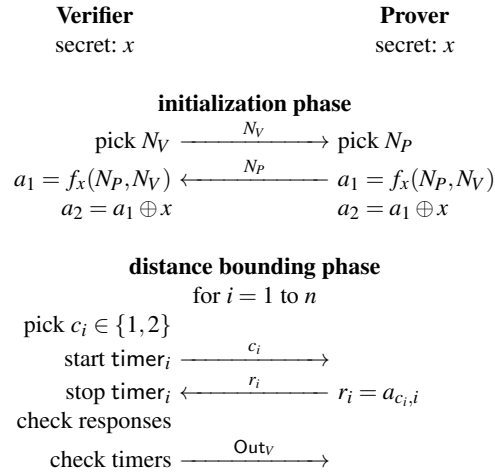 Verifier Prover
secret: x secret: x
initialization phase
pick N_V N_V pick N_P
a_1 = f_x(N_P, N_V) N_P a_1 = f_x(N_P, N_V)
a_2 = a_1 ⊕ x a_2 = a_1 ⊕ x
distance bounding phase
for i = 1 to n
pick c_i ∈ {1,2}
start timer_i c_i
stop timer_i r_i r_i = a_{c_i,i}
check responses
check timers Out_V